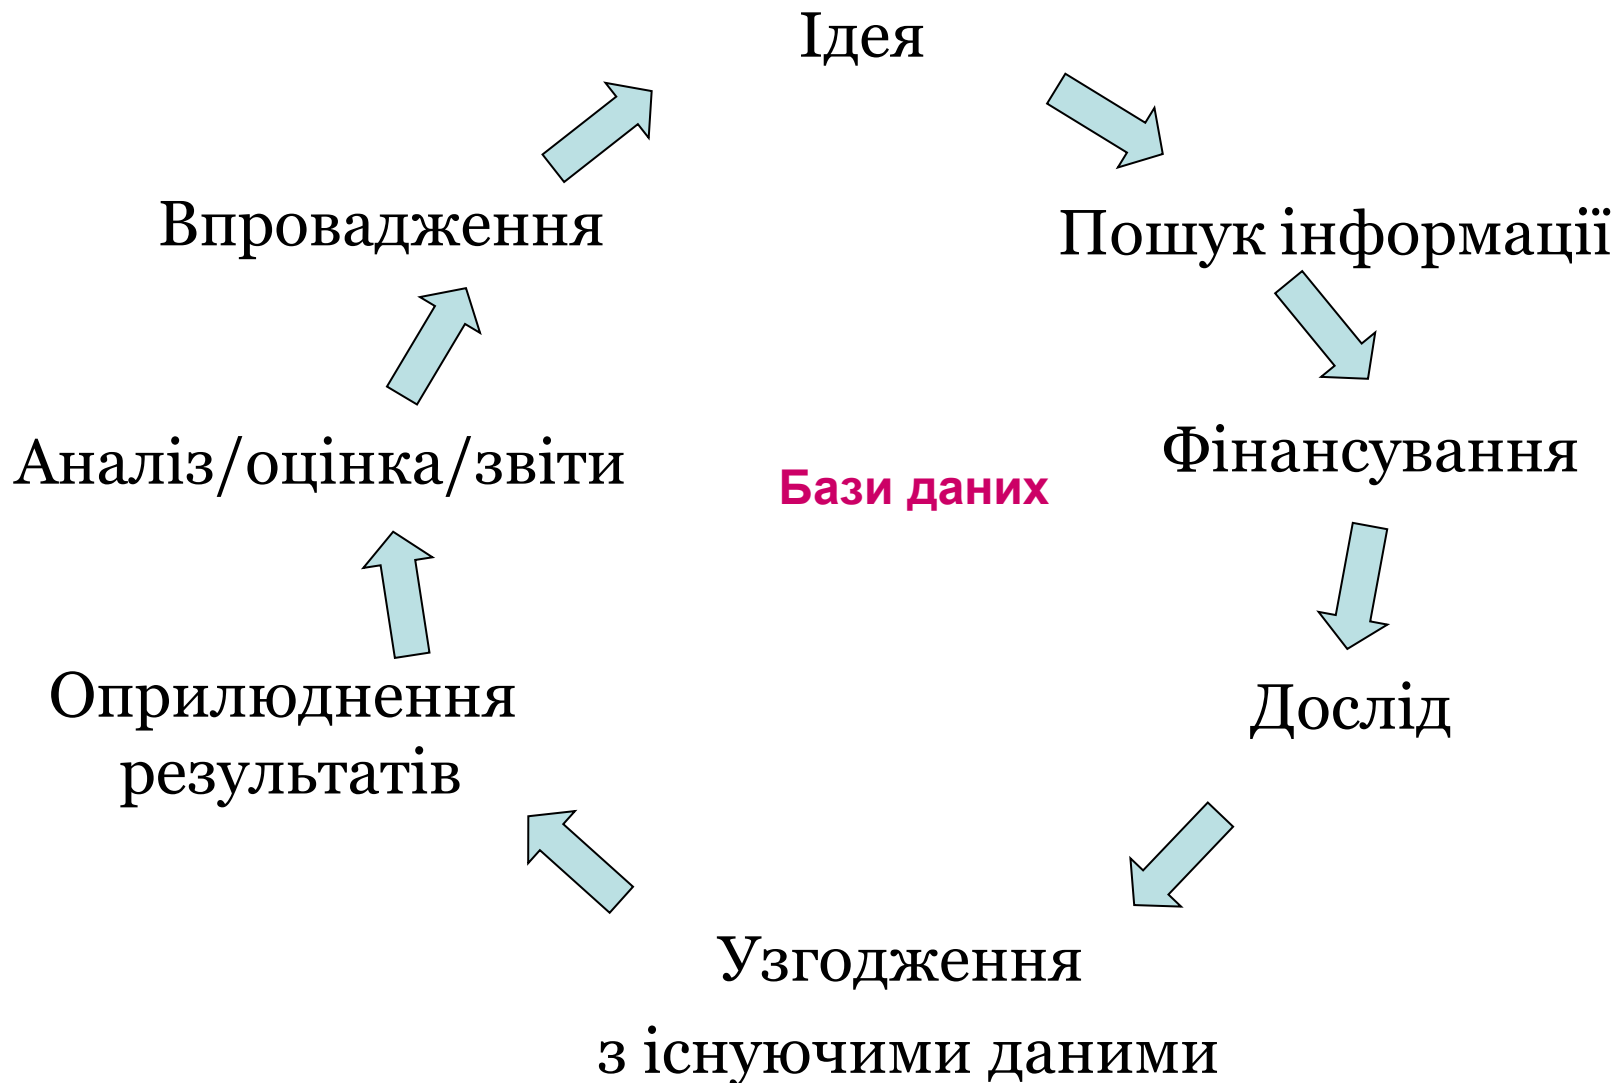 Ідея
Пошук інформації
Фінансування
Дослід
Узгодження
з існуючими даними
Оприлюднення
результатів
Аналіз/оцінка/звіти
Впровадження
Бази даних